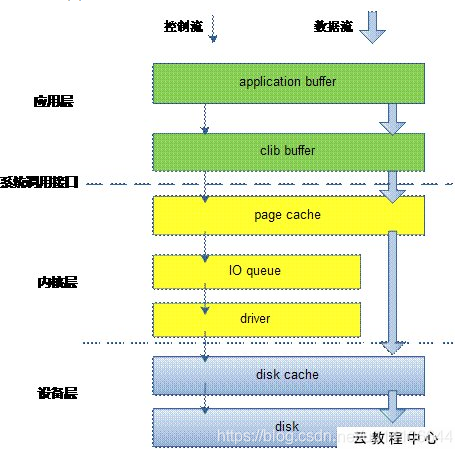 控制流 数据流
application buffer
应用层
clib buffer
系统调用接口
page cache
IO queue
内核层
driver
disk cache
设备层
disk
https://blog.csdn.net
云教程中心